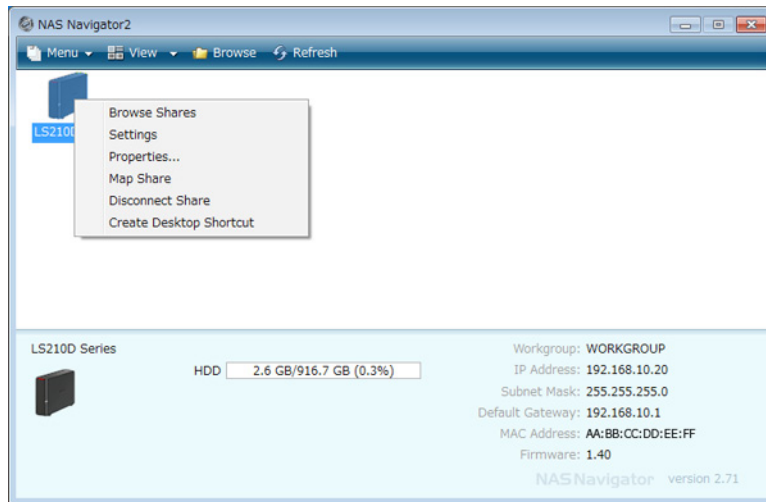 NAS Navigator2
Menu View Browse Refresh
LS210D
Browse Shares
Settings
Properties...
Map Share
Disconnect Share
Create Desktop Shortcut
LS210D Series
HDD 2.6 GB/916.7 GB (0.3%)
Workgroup: WORKGROUP
IP Address: 192.168.10.20
Subnet Mask: 255.255.255.0
Default Gateway: 192.168.10.1
MAC Address: AA:BB:CC:DD:EE:FF
Firmware: 1.40
NAS Navigator version 2.71